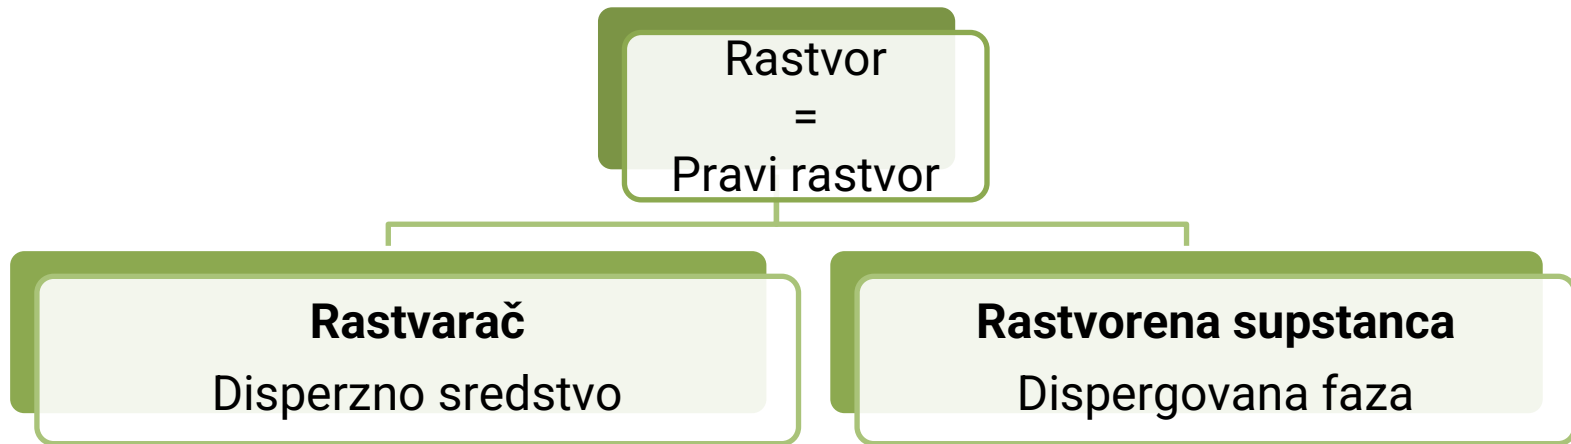 Rastvor
=
Pravi rastvor
Rastvarač
Disperzno sredstvo
Rastvorena supstanca
Dispergovana faza